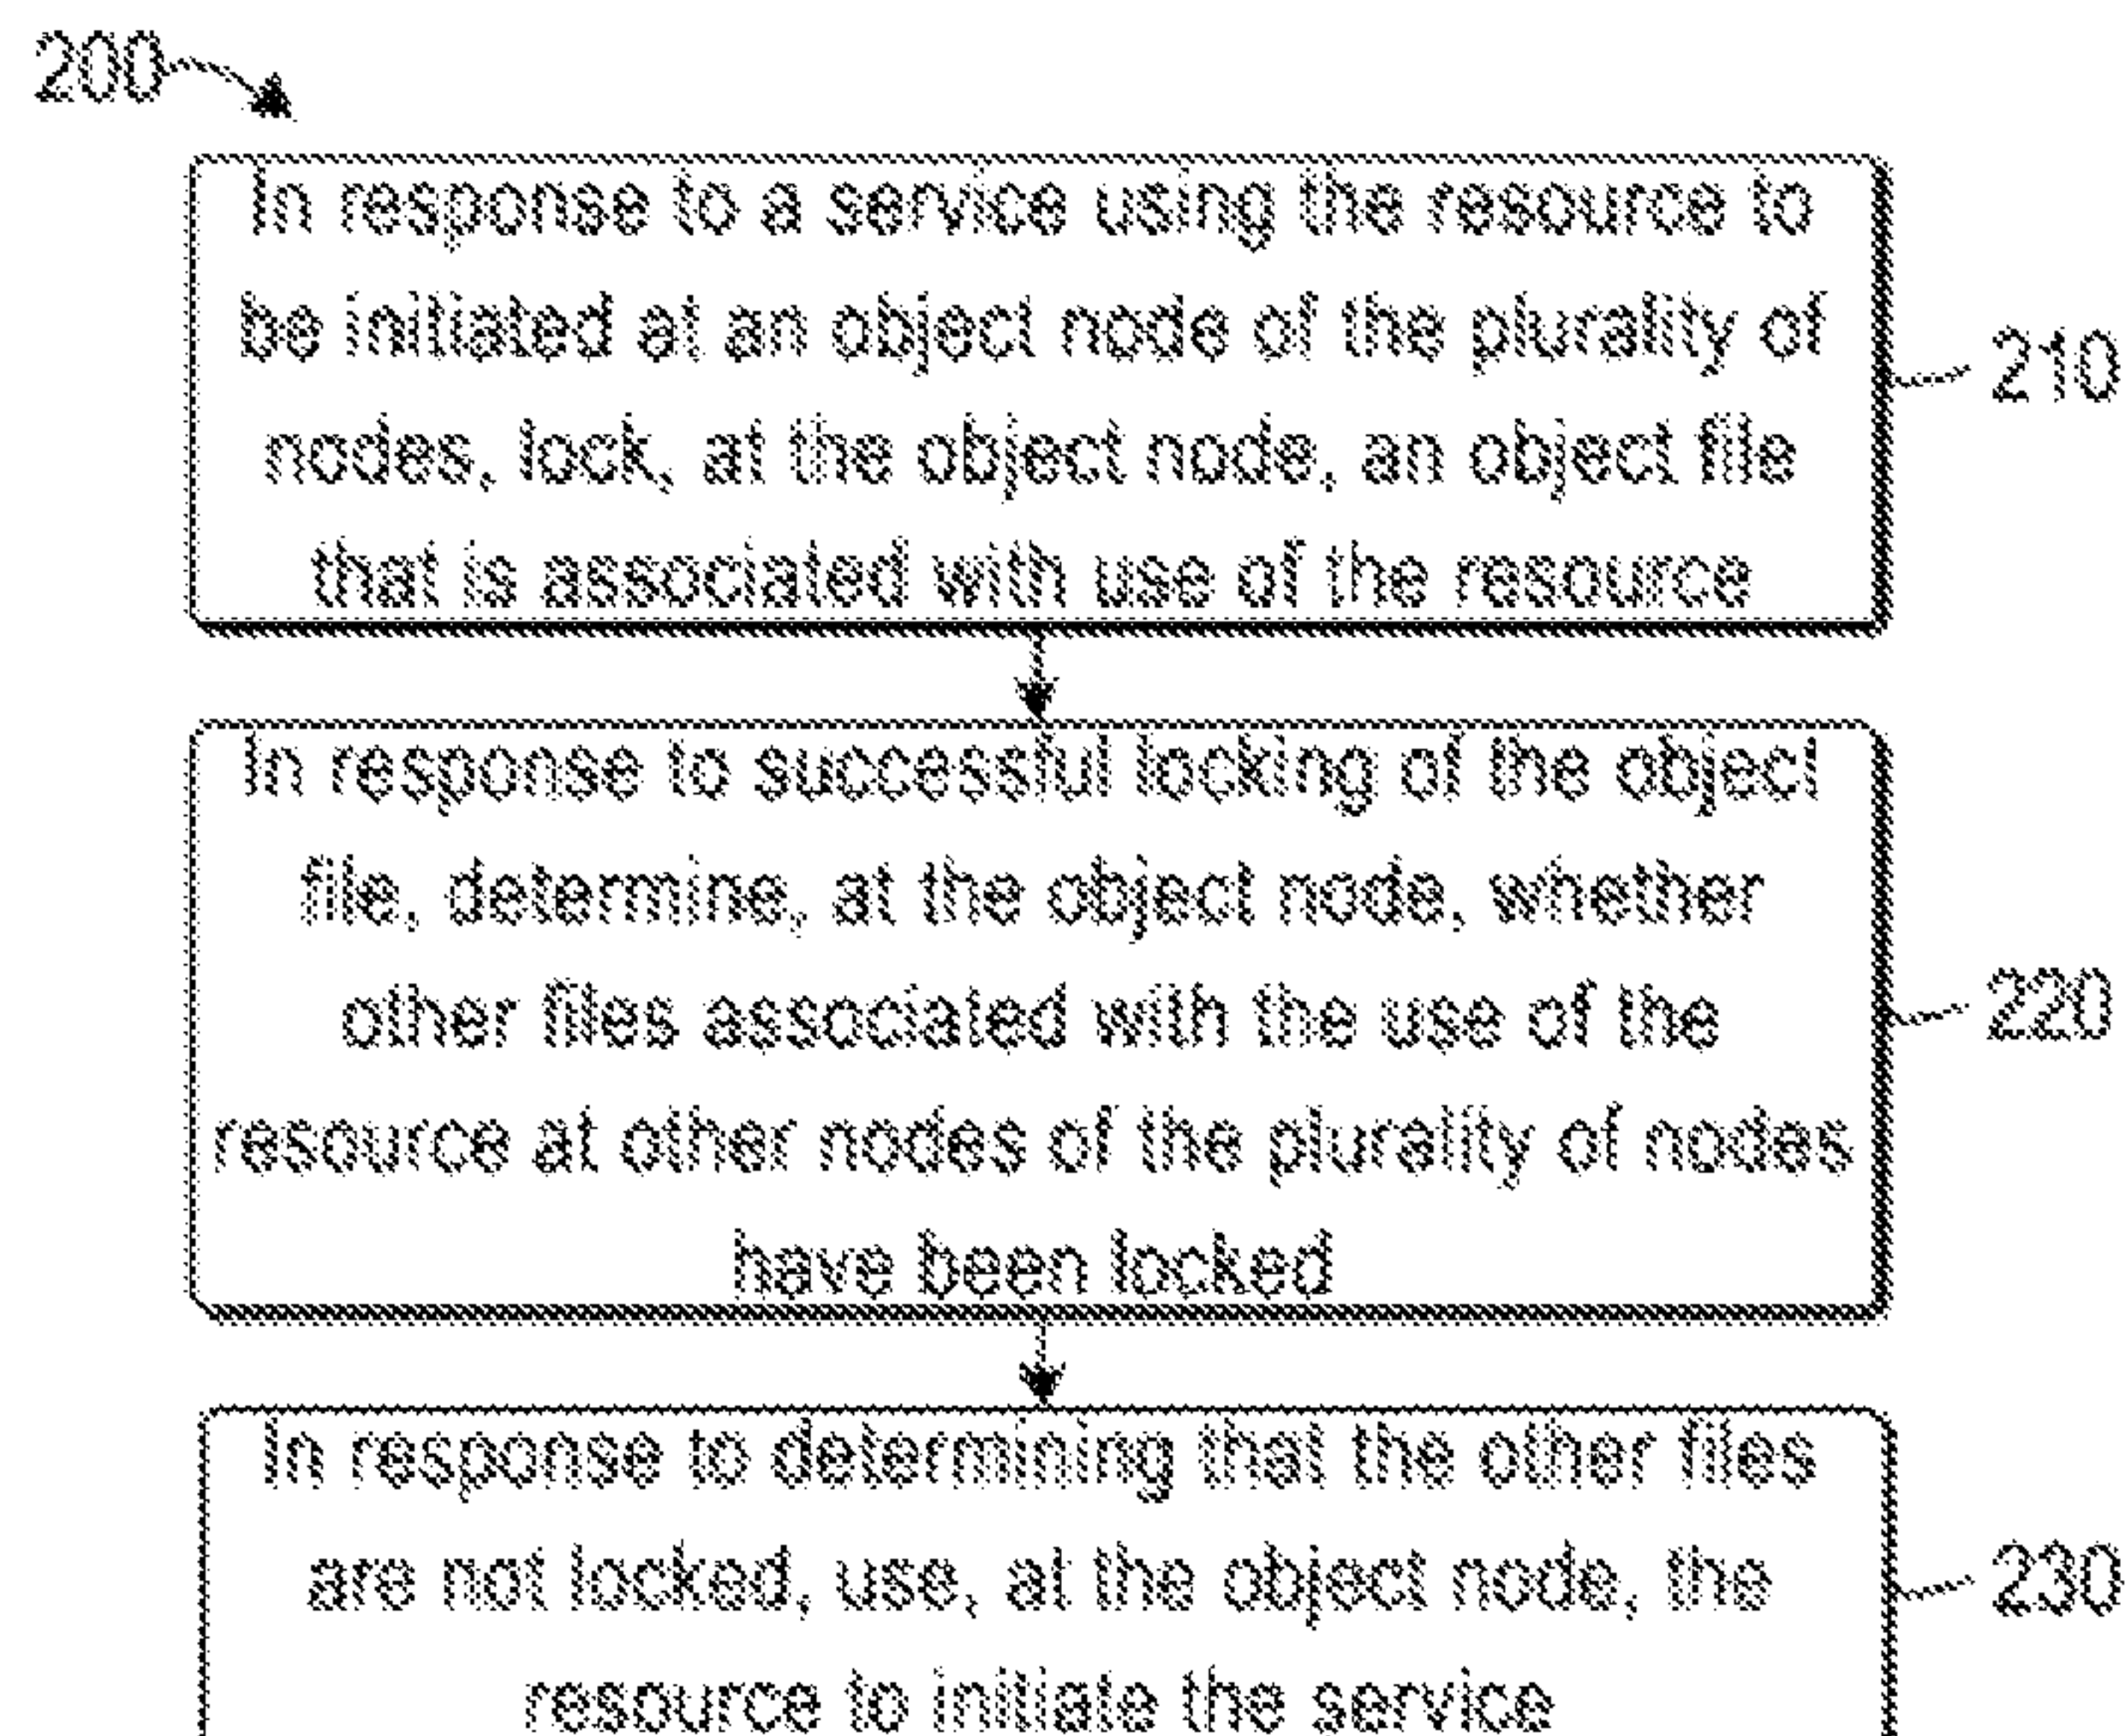 200
In response to a service using the resource to
be initiated at an object node of the plurality of
nodes, lock, at the object node, an object file
that is associated with use of the resource
210
In response to successful locking of the object
file, determine, at the object node, whether
other files associated with the use of the
resource at other nodes of the plurality of nodes
have been locked
220
In response to determining that the other files
are not locked, use, at the object node, the
resource to initiate the service
230